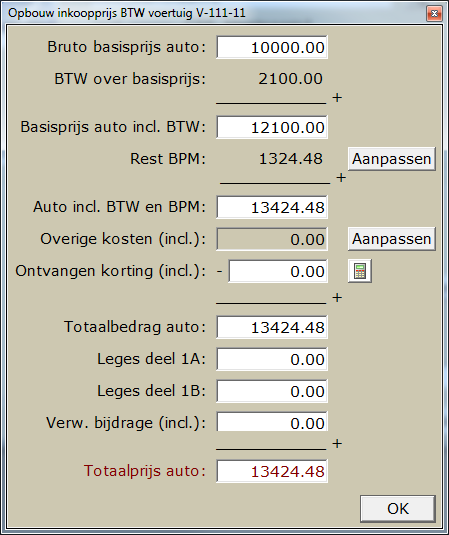 Opbouw inkoopprijs BTW voertuig V-111-11
Bruto basisprijs auto: 10000.00
BTW over basisprijs: 2100.00
+
Basisprijs auto incl. BTW: 12100.00
Rest BPM: 1324.48 Aanpassen
+
Auto incl. BTW en BPM: 13424.48
Overige kosten (incl.): 0.00 Aanpassen
Ontvangen korting (incl.): - 0.00
+
Totaalbedrag auto: 13424.48
Leges deel 1A: 0.00
Leges deel 1B: 0.00
Verw. bijdrage (incl.): 0.00
+
Totaalprijs auto: 13424.48
OK